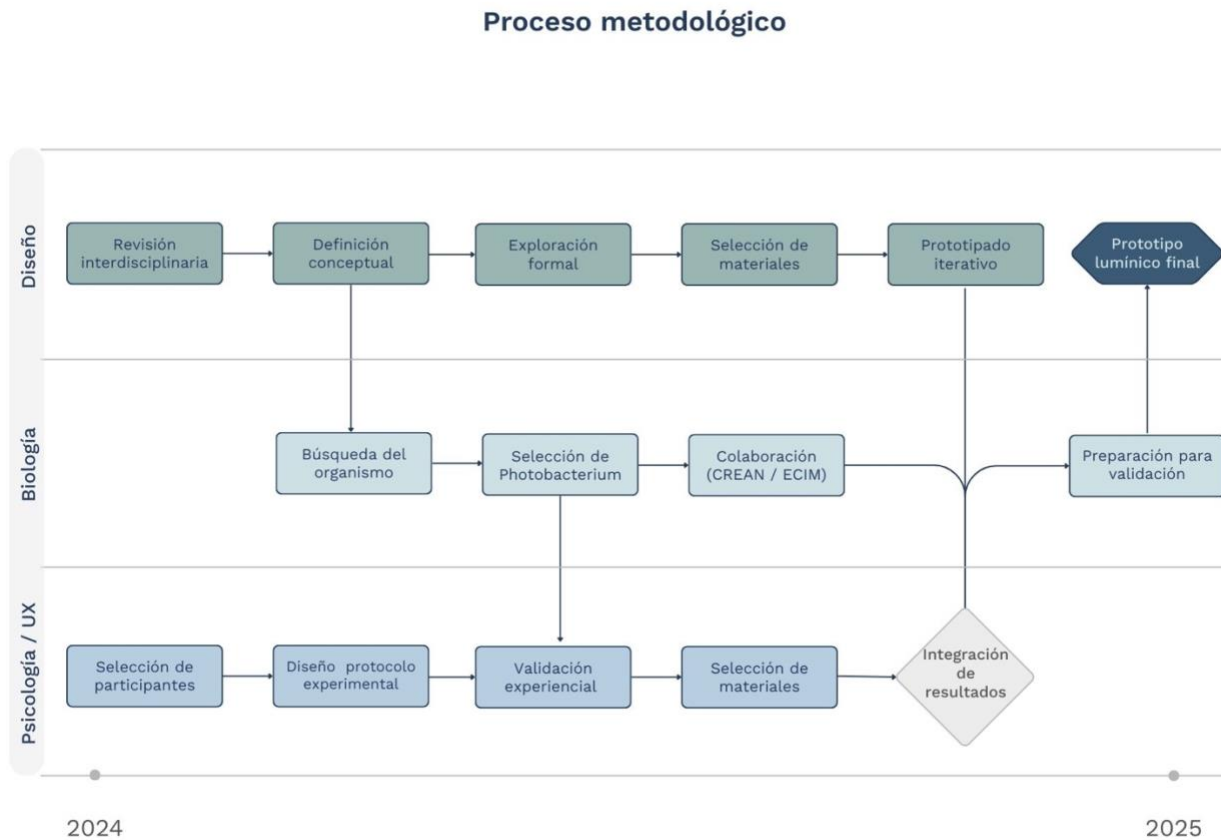 Proceso metodológico
Diseño
Revisión
interdisciplinaria
Definición
conceptual
Exploración
formal
Selección de
materiales
Prototipado
iterativo
Prototipo
lumínico final
Biología
Búsqueda del
organismo
Selección de
Photobacterium
Colaboración
(CREAN / ECIM)
Preparación para
validación
Psicología / UX
Selección de
participantes
Diseño protocolo
experimental
Validación
experiencial
Selección de
materiales
Integración
de
resultados
2024
2025